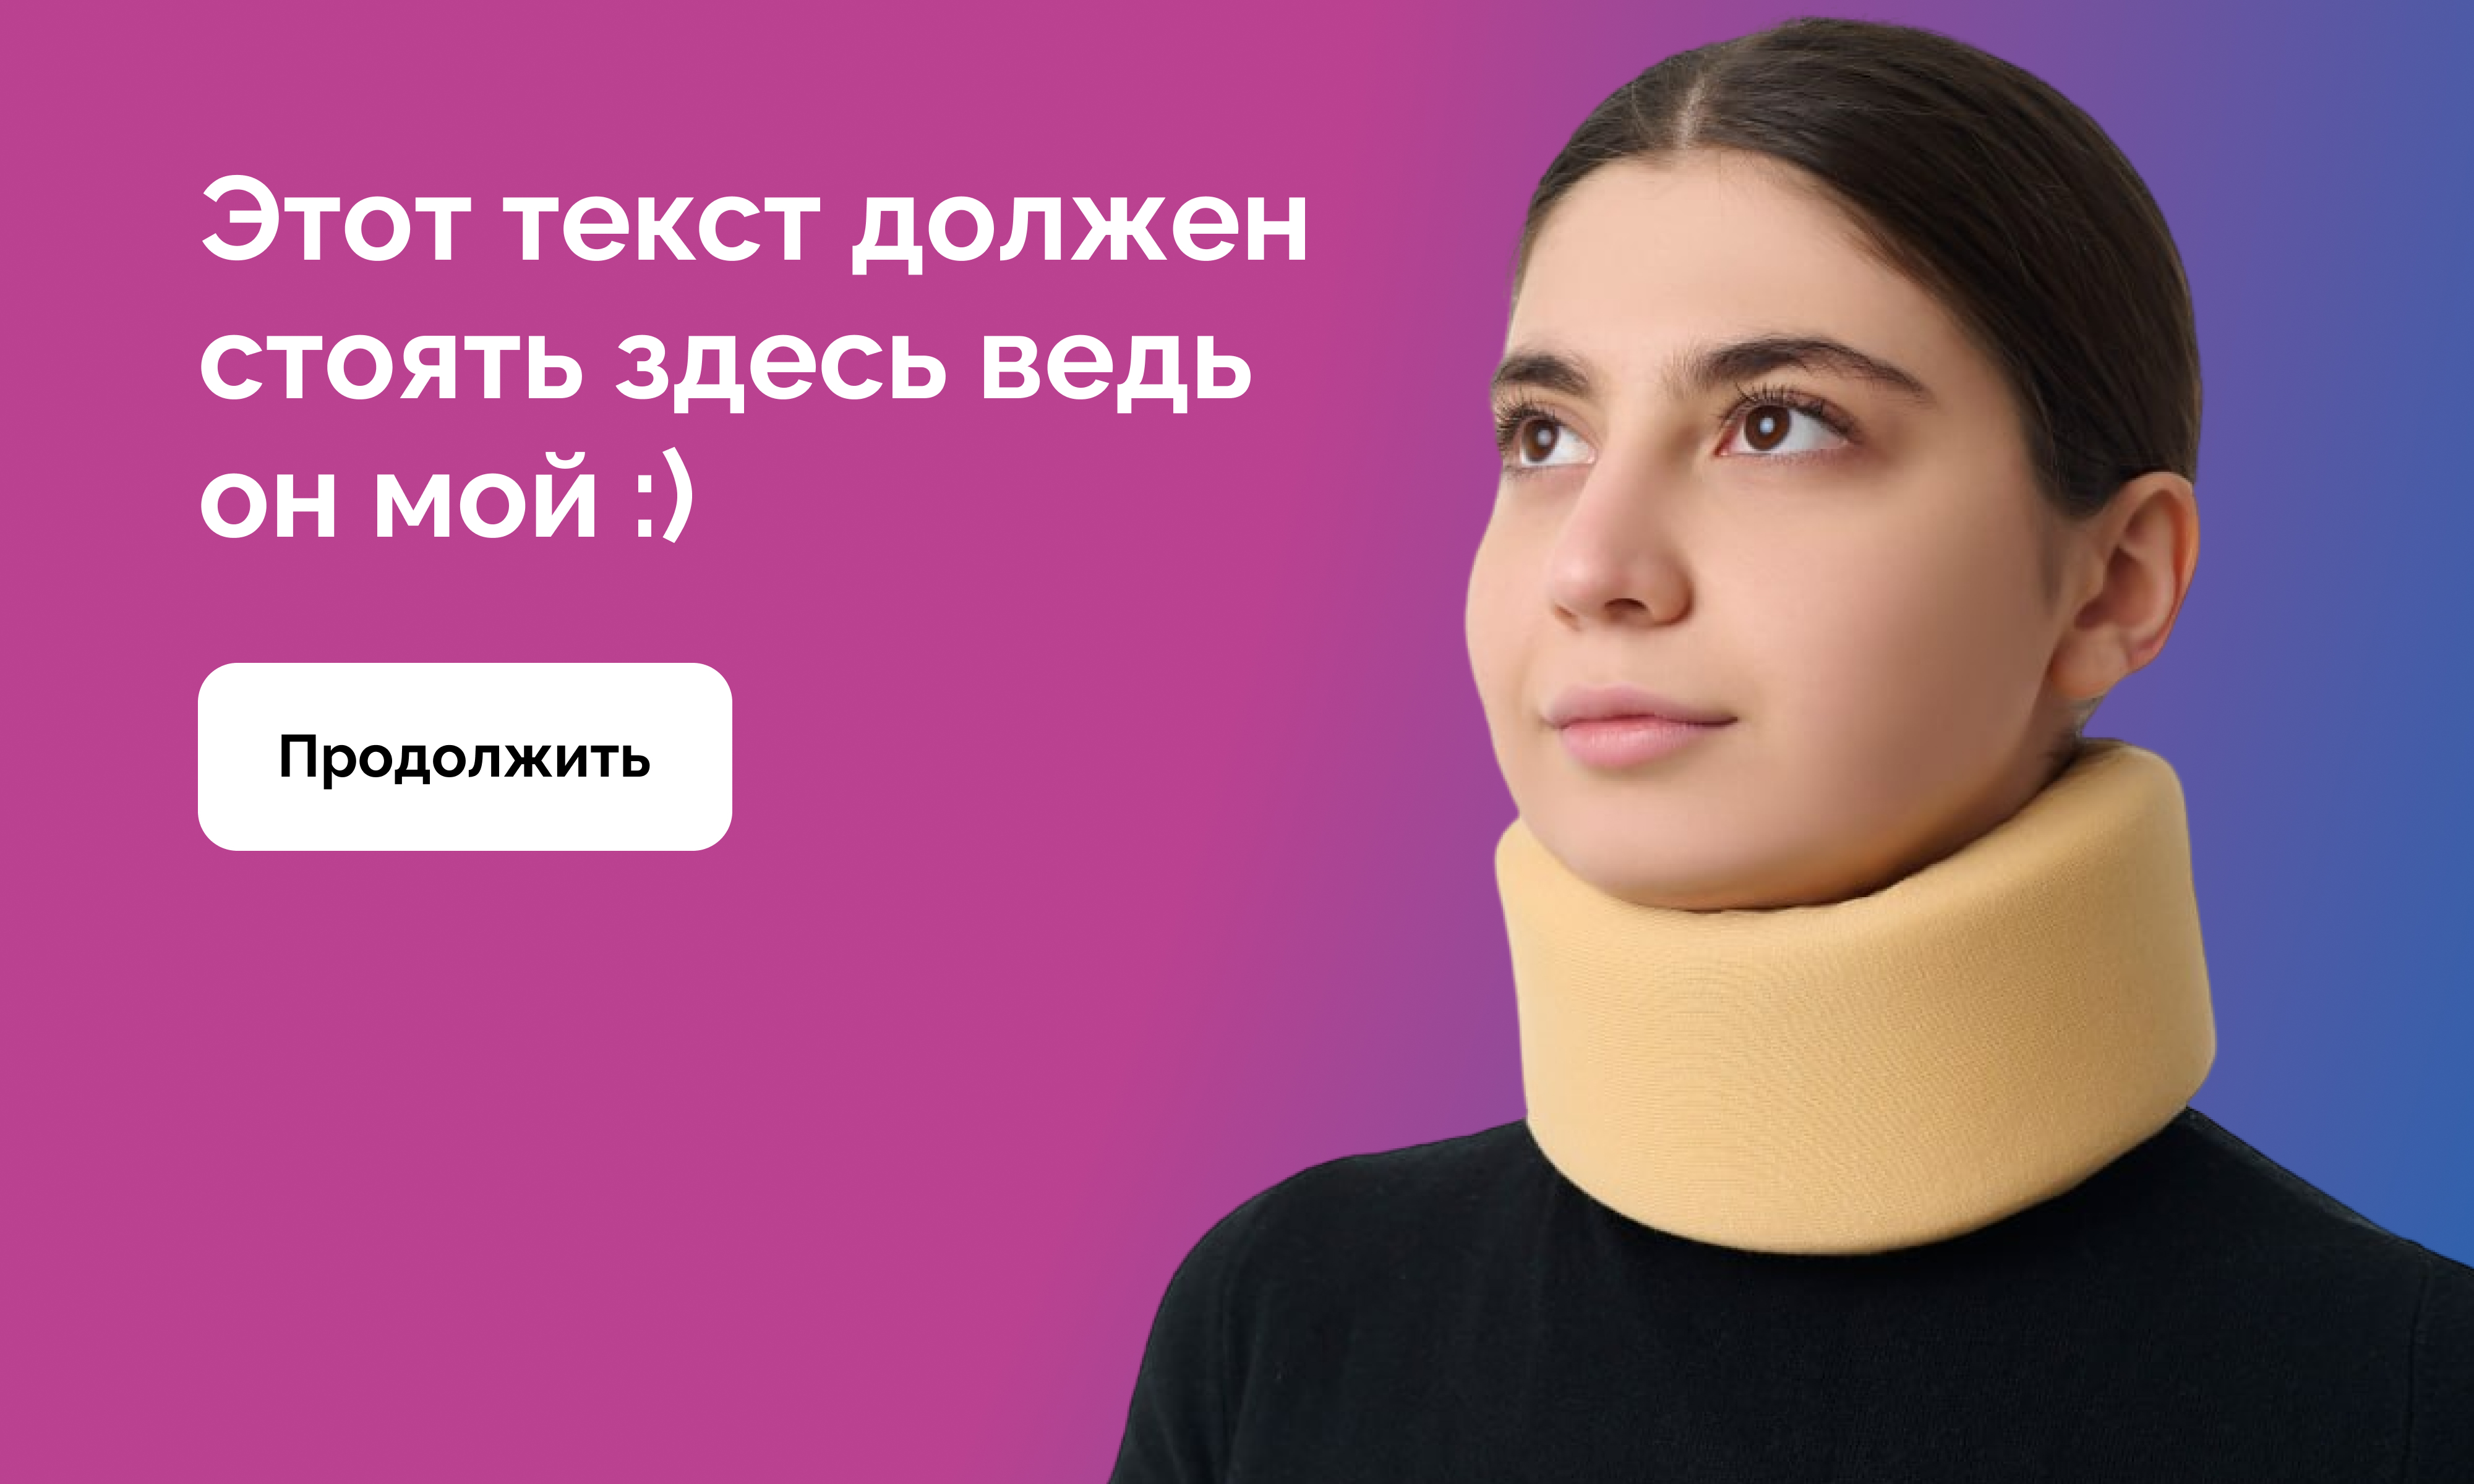 Этот текст должен
стоять здесь ведь
он мой :)
Продолжить